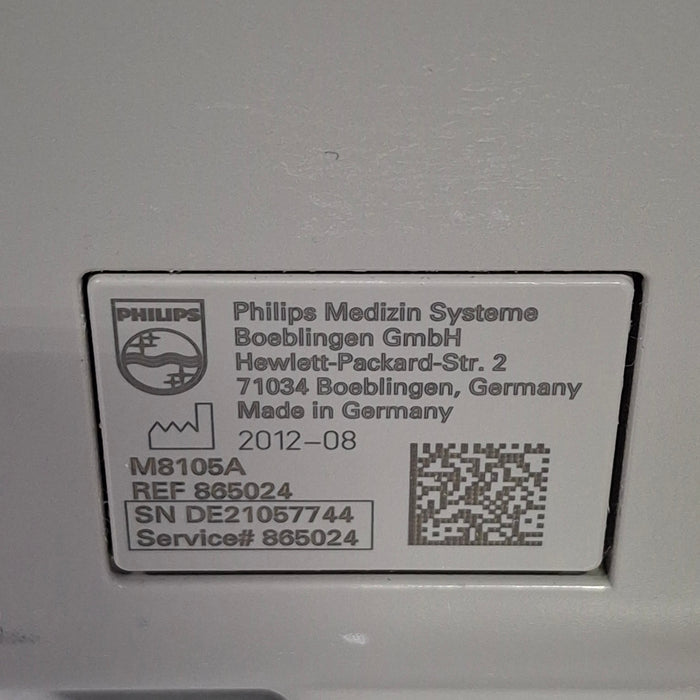 PHILIPS
Philips Medizin Systeme
Boeblingen GmbH
Hewlett-Packard-Str. 2
71034 Boeblingen, Germany
Made in Germany
2012-08
M8105A
REF 865024
SN DE21057744
Service# 865024